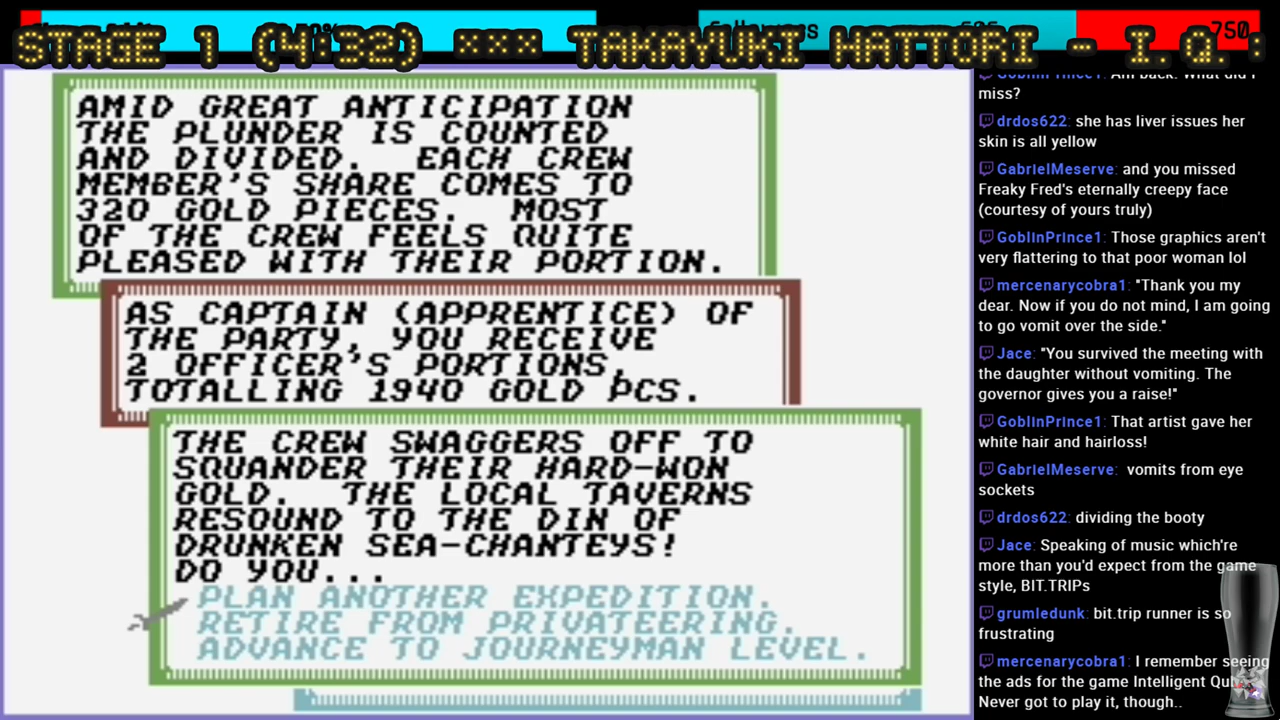 STAGE 1 (4:32) ××× TAKAYUKI HATTORI - I.Q.:
750
AMID GREAT ANTICIPATION
THE PLUNDER IS COUNTED
AND DIVIDED. EACH CREW
MEMBER'S SHARE COMES TO
320 GOLD PIECES. MOST
OF THE CREW FEELS QUITE
PLEASED WITH THEIR PORTION.
AS CAPTAIN (APPRENTICE) OF
THE PARTY, YOU RECEIVE
2 OFFICER'S PORTIONS,
TOTALLING 1940 GOLD PCS.
THE CREW SWAGGERS OFF TO
SQUANDER THEIR HARD-WON
GOLD. THE LOCAL TAVERNS
RESOUND TO THE DIN OF
DRUNKEN SEA-CHANTEYS!
DO YOU...
PLAN ANOTHER EXPEDITION.
RETIRE FROM PRIVATEERING.
ADVANCE TO JOURNEYMAN LEVEL.
GoblinPrince1: Am back. What did I
miss?
drdos622: she has liver issues her
skin is all yellow
GabrielMeserve: and you missed
Freaky Fred's eternally creepy face
(courtesy of yours truly)
GoblinPrince1: Those graphics aren't
very flattering to that poor woman lol
mercenarycobra1: "Thank you my
dear. Now if you do not mind, I am going
to go vomit over the side."
Jace: "You survived the meeting with
the daughter without vomiting. The
governor gives you a raise!"
GoblinPrince1: That artist gave her
white hair and hairloss!
GabrielMeserve: vomits from eye
sockets
drdos622: dividing the booty
Jace: Speaking of music which're
more than you'd expect from the game
style, BIT.TRIPs
grumledunk: bit.trip runner is so
frustrating
mercenarycobra1: I remember seeing
the ads for the game Intelligent Qu
Never got to play it, though..